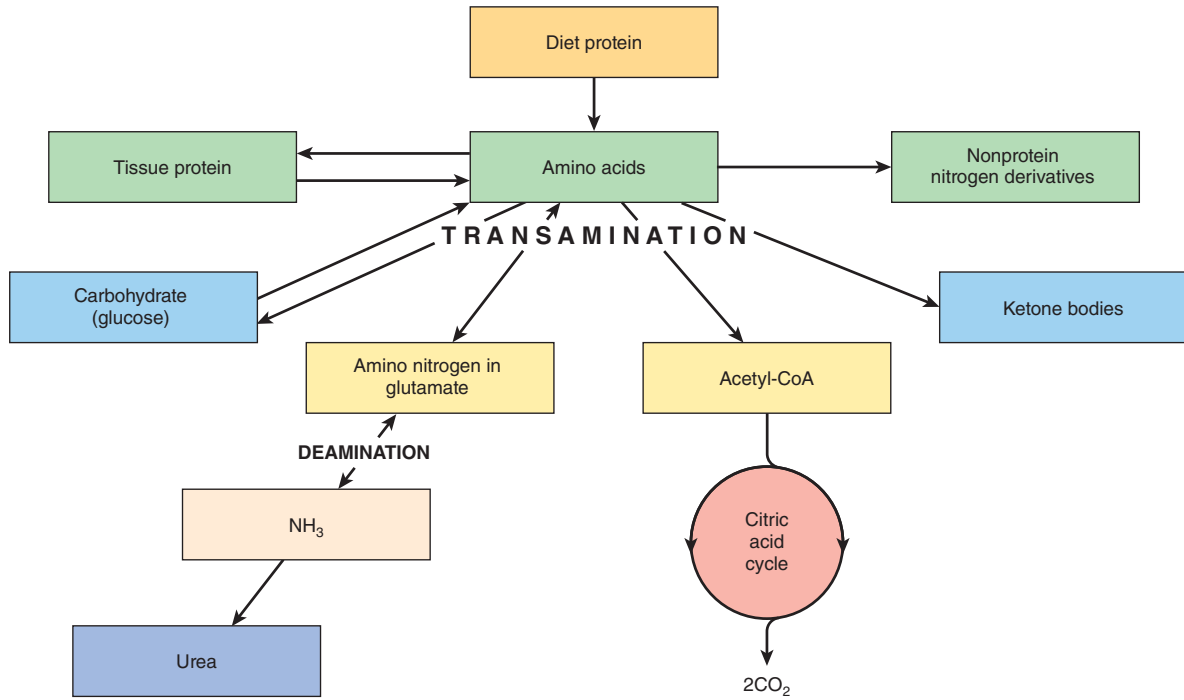 Diet protein
Tissue protein
Amino acids
Nonprotein
nitrogen derivatives
TRANSAMINATION
Carbohydrate
(glucose)
Ketone bodies
Amino nitrogen in
glutamate
Acetyl-CoA
DEAMINATION
NH₃
Citric
acid
cycle
Urea
2CO₂